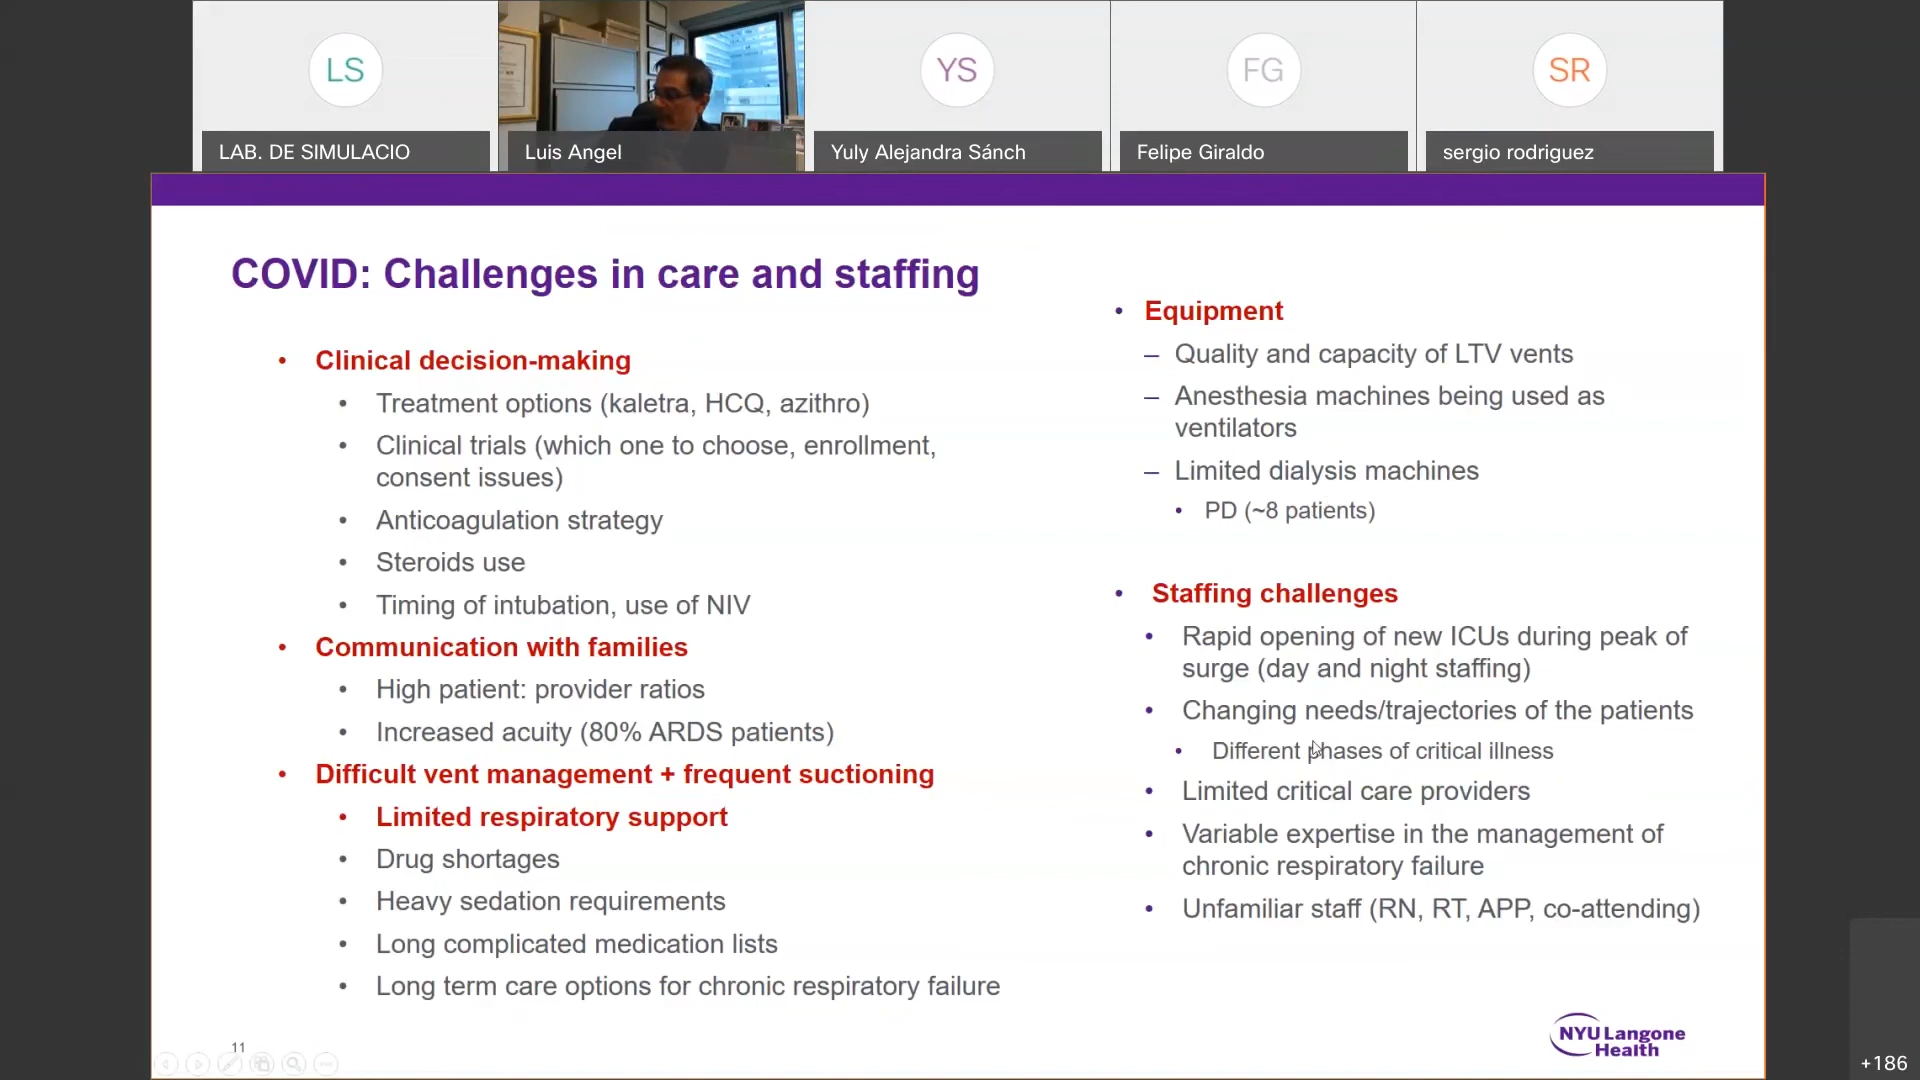 LS
YS
FG
SR
LAB. DE SIMULACIO
Luis Angel
Yuly Alejandra Sánch
Felipe Giraldo
sergio rodriguez
COVID: Challenges in care and staffing
• Clinical decision-making
• Treatment options (kaletra, HCQ, azithro)
• Clinical trials (which one to choose, enrollment,
consent issues)
• Anticoagulation strategy
• Steroids use
• Timing of intubation, use of NIV
• Communication with families
• High patient: provider ratios
• Increased acuity (80% ARDS patients)
• Difficult vent management + frequent suctioning
• Limited respiratory support
• Drug shortages
• Heavy sedation requirements
• Long complicated medication lists
• Long term care options for chronic respiratory failure
• Equipment
– Quality and capacity of LTV vents
– Anesthesia machines being used as
ventilators
– Limited dialysis machines
• PD (~8 patients)
• Staffing challenges
• Rapid opening of new ICUs during peak of
surge (day and night staffing)
• Changing needs/trajectories of the patients
• Different phases of critical illness
• Limited critical care providers
• Variable expertise in the management of
chronic respiratory failure
• Unfamiliar staff (RN, RT, APP, co-attending)
11
NYU Langone
Health
+186